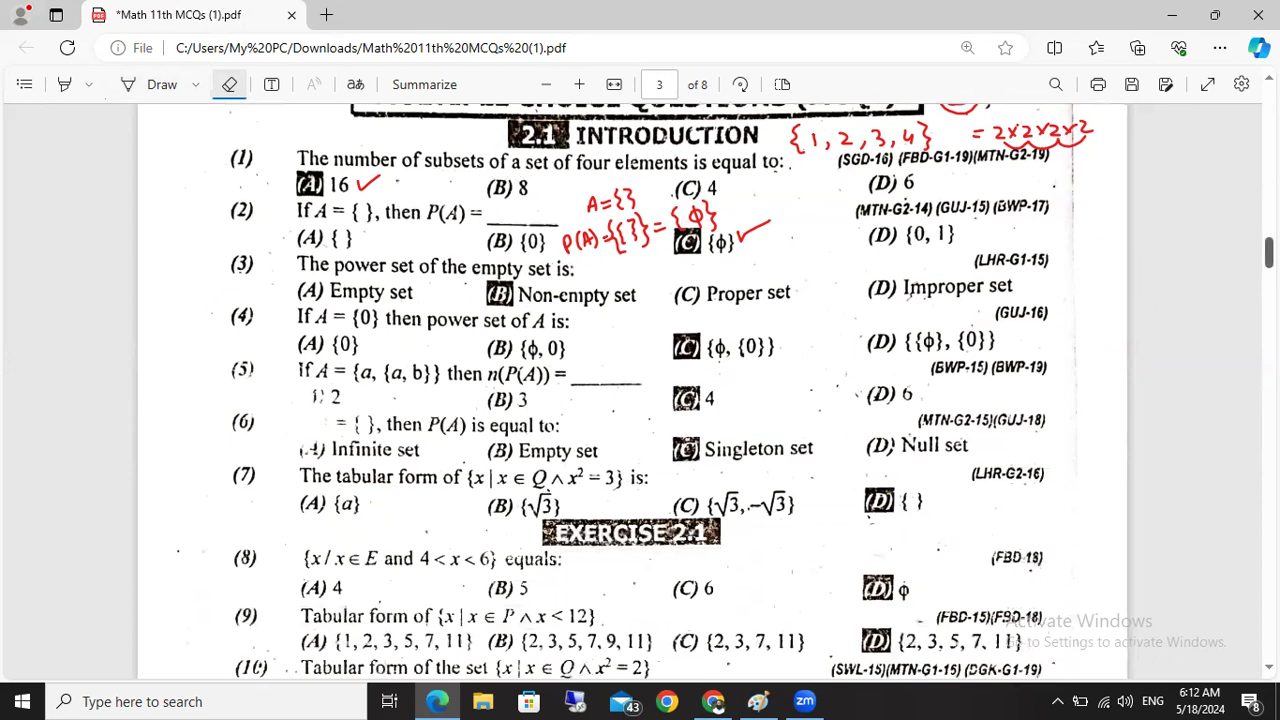 *Math 11th MCQs (1).pdf
File C:/Users/My%20PC/Downloads/Math%2011th%20MCQs%20(1).pdf
Draw Summarize 3 of 8
2.1 INTRODUCTION {1, 2, 3, 4} = 2×2×2×2
(1) The number of subsets of a set of four elements is equal to: (SGD-16) (FBD-G1-19)(MTN-G2-19)
(A) 16 ✓ (B) 8 (C) 4 (D) 6
A={}
(2) If A = { }, then P(A) = ______ (MTN-G2-14) (GUJ-15) (BWP-17)
P(A)={{}}={ϕ}
(A) { } (B) {0} (C) {ϕ} ✓ (D) {0, 1}
(3) The power set of the empty set is: (LHR-G1-15)
(A) Empty set (B) Non-empty set (C) Proper set (D) Improper set
(4) If A = {0} then power set of A is: (GUJ-16)
(A) {0} (B) {ϕ, 0} (C) {ϕ, {0}} (D) {{ϕ}, {0}}
(5) If A = {a, {a, b}} then n(P(A)) = ______ (BWP-15) (BWP-19)
2 (B) 3 (C) 4 (D) 6
(6) = { }, then P(A) is equal to: (MTN-G2-15)(GUJ-18)
(A) Infinite set (B) Empty set (C) Singleton set (D) Null set
(7) The tabular form of {x | x ∈ Q ∧ x² = 3} is: (LHR-G2-16)
(A) {a} (B) {√3} (C) {√3, −√3} (D) { }
EXERCISE 2.1
(8) {x / x ∈ E and 4 < x < 6} equals: (FBD-18)
(A) 4 (B) 5 (C) 6 (D) ϕ
(9) Tabular form of {x | x ∈ P ∧ x < 12} (FBD-15)(FBD-18)
Activate Windows
(A) {1, 2, 3, 5, 7, 11} (B) {2, 3, 5, 7, 9, 11} (C) {2, 3, 7, 11} (D) {2, 3, 5, 7, 11}
Go to Settings to activate Windows.
(10) Tabular form of the set {x | x ∈ Q ∧ x² = 2} (SWL-15)(MTN-G1-15) (DGK-G1-19)
Type here to search 43 zm ENG 6:12 AM
5/18/2024 8